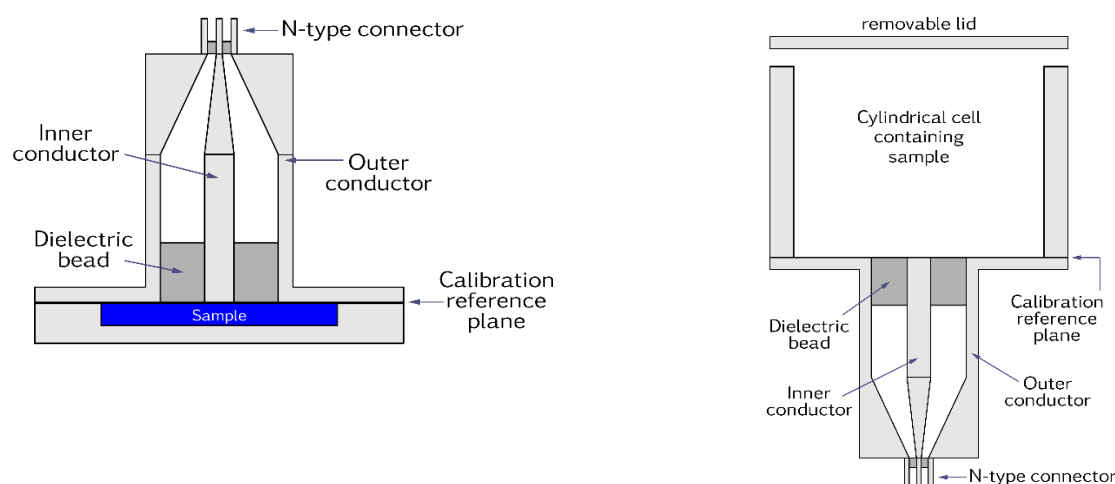 N-type connector
Inner
conductor
Outer
conductor
Dielectric
bead
Calibration
reference
plane
Sample
removable lid
Cylindrical cell
containing
sample
Dielectric
bead
Calibration
reference
plane
Inner
conductor
Outer
conductor
N-type connector